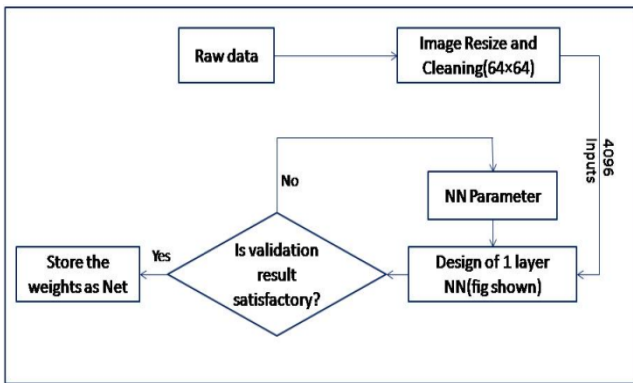 Raw data
Image Resize and
Cleaning(64×64)
4096
Inputs
No
NN Parameter
Is validation
result
satisfactory?
Yes
Store the
weights as Net
Design of 1 layer
NN(fig shown)